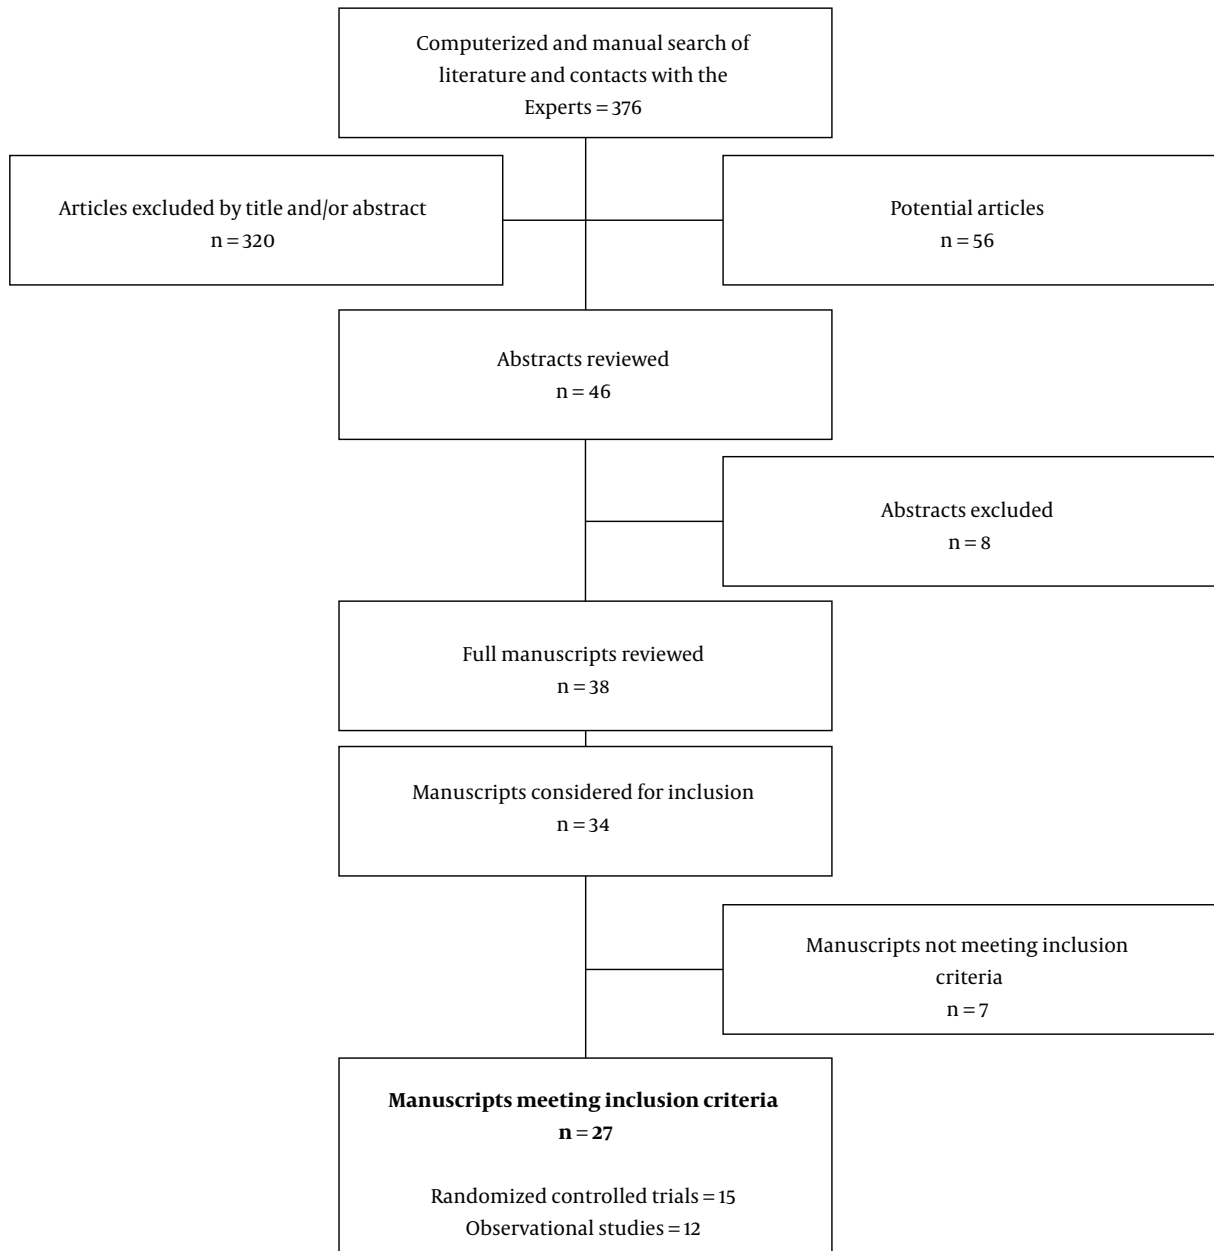 Computerized and manual search of
literature and contacts with the
Experts = 376
Articles excluded by title and/or abstract
n = 320
Potential articles
n = 56
Abstracts reviewed
n = 46
Abstracts excluded
n = 8
Full manuscripts reviewed
n = 38
Manuscripts considered for inclusion
n = 34
Manuscripts not meeting inclusion
criteria
n = 7
Manuscripts meeting inclusion criteria
n = 27
Randomized controlled trials = 15
Observational studies = 12